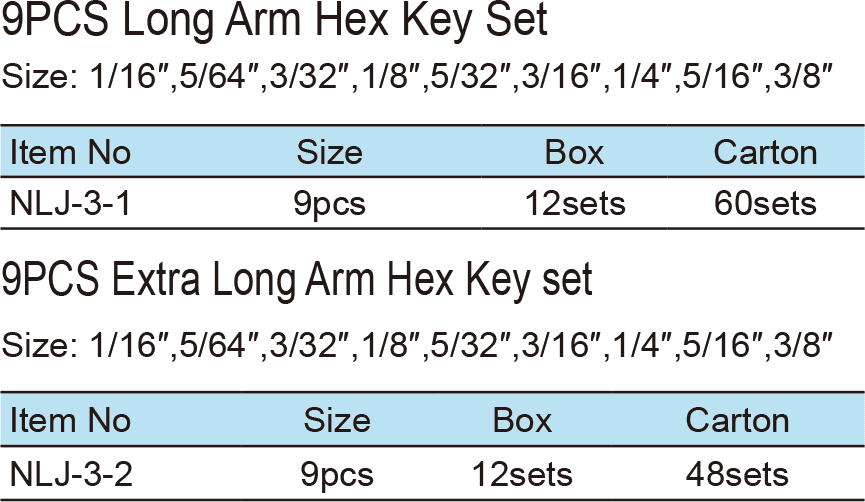 9PCS Long Arm Hex Key Set
Size: 1/16″,5/64″,3/32″,1/8″,5/32″,3/16″,1/4″,5/16″,3/8″
Item No Size Box Carton
NLJ-3-1 9pcs 12sets 60sets
9PCS Extra Long Arm Hex Key set
Size: 1/16″,5/64″,3/32″,1/8″,5/32″,3/16″,1/4″,5/16″,3/8″
Item No Size Box Carton
NLJ-3-2 9pcs 12sets 48sets